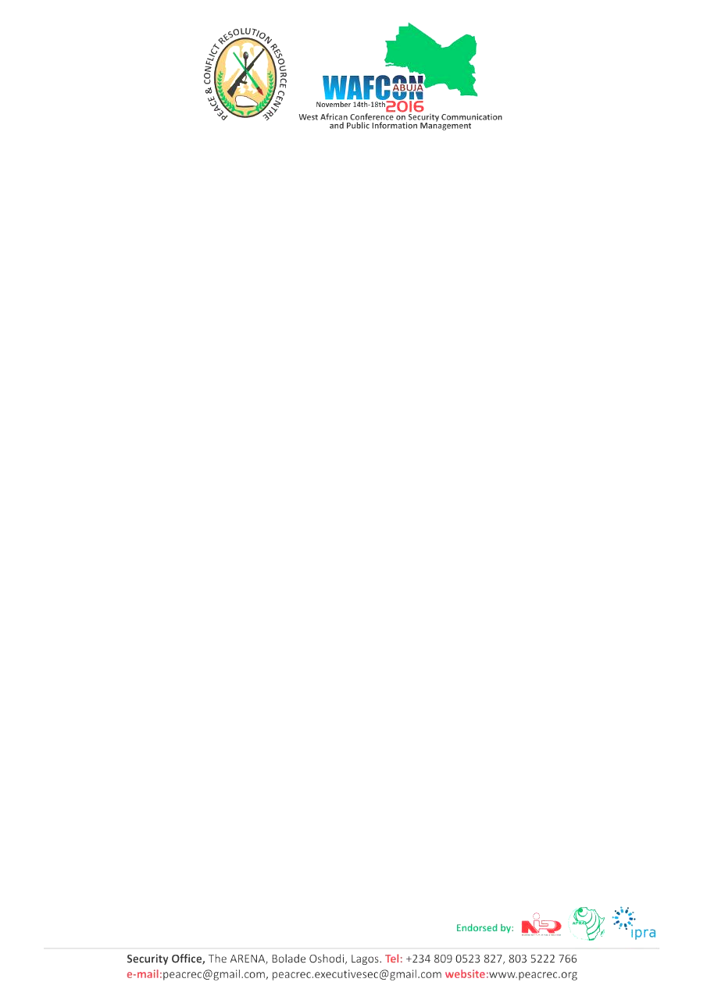 PEACE & CONFLICT RESOLUTION RESOURCE CENTRE
WAFCON
ABUJA
November 14th-18th 2016
West African Conference on Security Communication
and Public Information Management
Endorsed by:
APRA
ipra
Security Office, The ARENA, Bolade Oshodi, Lagos. Tel: +234 809 0523 827, 803 5222 766
e-mail:peacrec@gmail.com, peacrec.executivesec@gmail.com website:www.peacrec.org